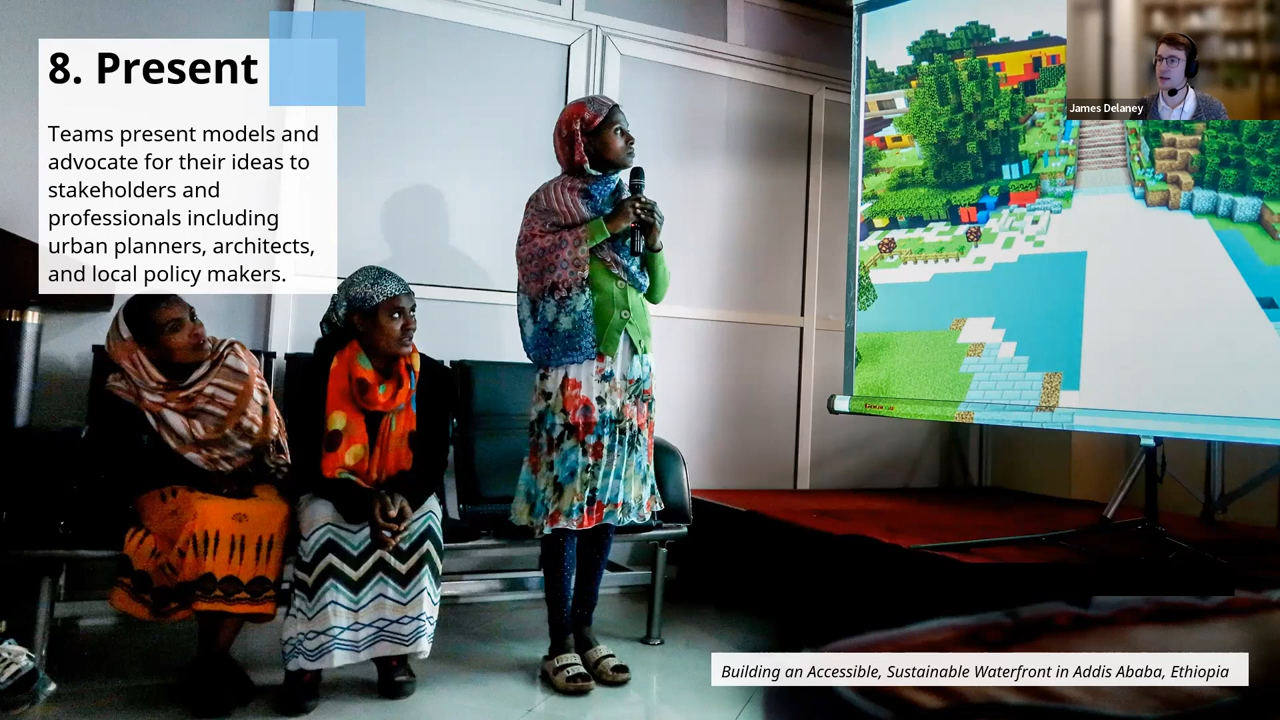 8. Present
Teams present models and
advocate for their ideas to
stakeholders and
professionals including
urban planners, architects,
and local policy makers.
James Delaney
Building an Accessible, Sustainable Waterfront in Addis Ababa, Ethiopia